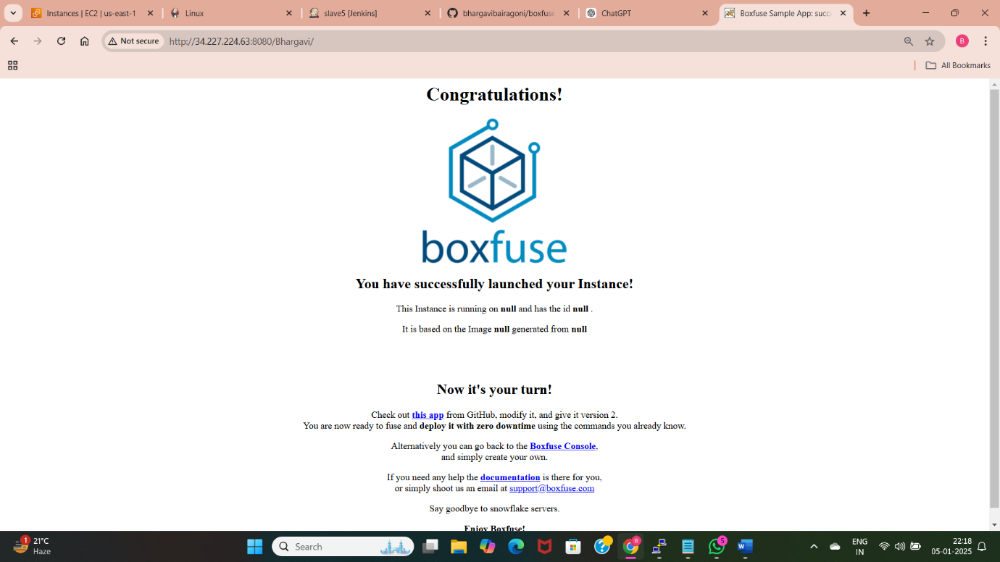 Instances | EC2 | us-east-1
Linux
slave5 [Jenkins]
bhargavibairagoni/boxfuse
ChatGPT
Boxfuse Sample App: succ
Not secure
http://34.227.224.63:8080/Bhargavi/
B
All Bookmarks
Congratulations!
boxfuse
You have successfully launched your Instance!
This Instance is running on null and has the id null .
It is based on the Image null generated from null
Now it's your turn!
Check out this app from GitHub, modify it, and give it version 2.
You are now ready to fuse and deploy it with zero downtime using the commands you already know.
Alternatively you can go back to the Boxfuse Console,
and simply create your own.
If you need any help the documentation is there for you,
or simply shoot us an email at support@boxfuse.com
Say goodbye to snowflake servers.
Enjoy Boxfuse!
1
21°C
Haze
Search
B
5
W
ENG
IN
22:18
05-01-2025